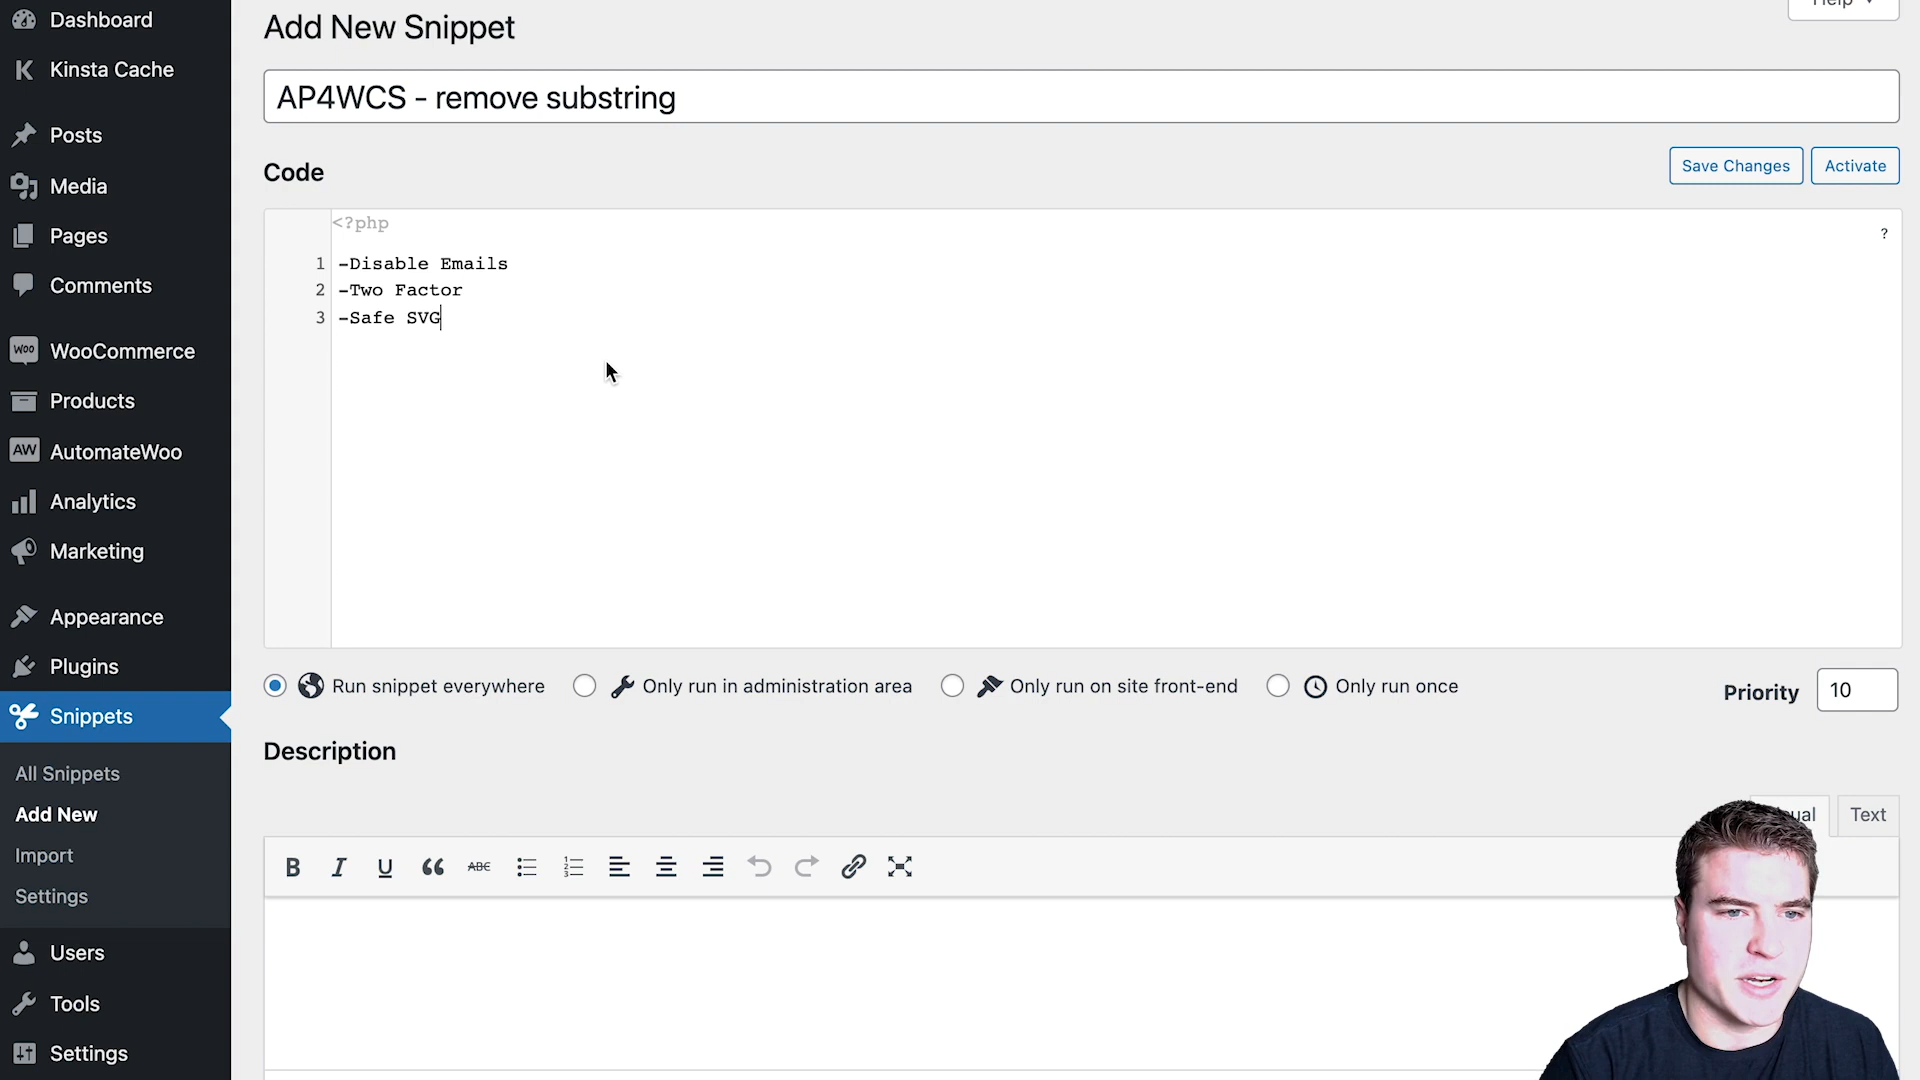 Dashboard
Kinsta Cache
Posts
Media
Pages
Comments
WooCommerce
Products
AutomateWoo
Analytics
Marketing
Appearance
Plugins
Snippets
All Snippets
Add New
Import
Settings
Users
Tools
Settings
Help
Add New Snippet
AP4WCS - remove substring
Code
Save Changes
Activate
<?php
?
1 -Disable Emails
2 -Two Factor
3 -Safe SVG
Run snippet everywhere
Only run in administration area
Only run on site front-end
Only run once
Priority
10
Description
Text
B I U ABC